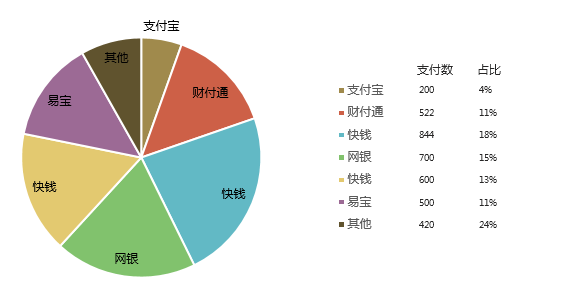 支付宝
其他
财付通
易宝
快钱
快钱
网银
支付数 占比
支付宝 200 4%
财付通 522 11%
快钱 844 18%
网银 700 15%
快钱 600 13%
易宝 500 11%
其他 420 24%